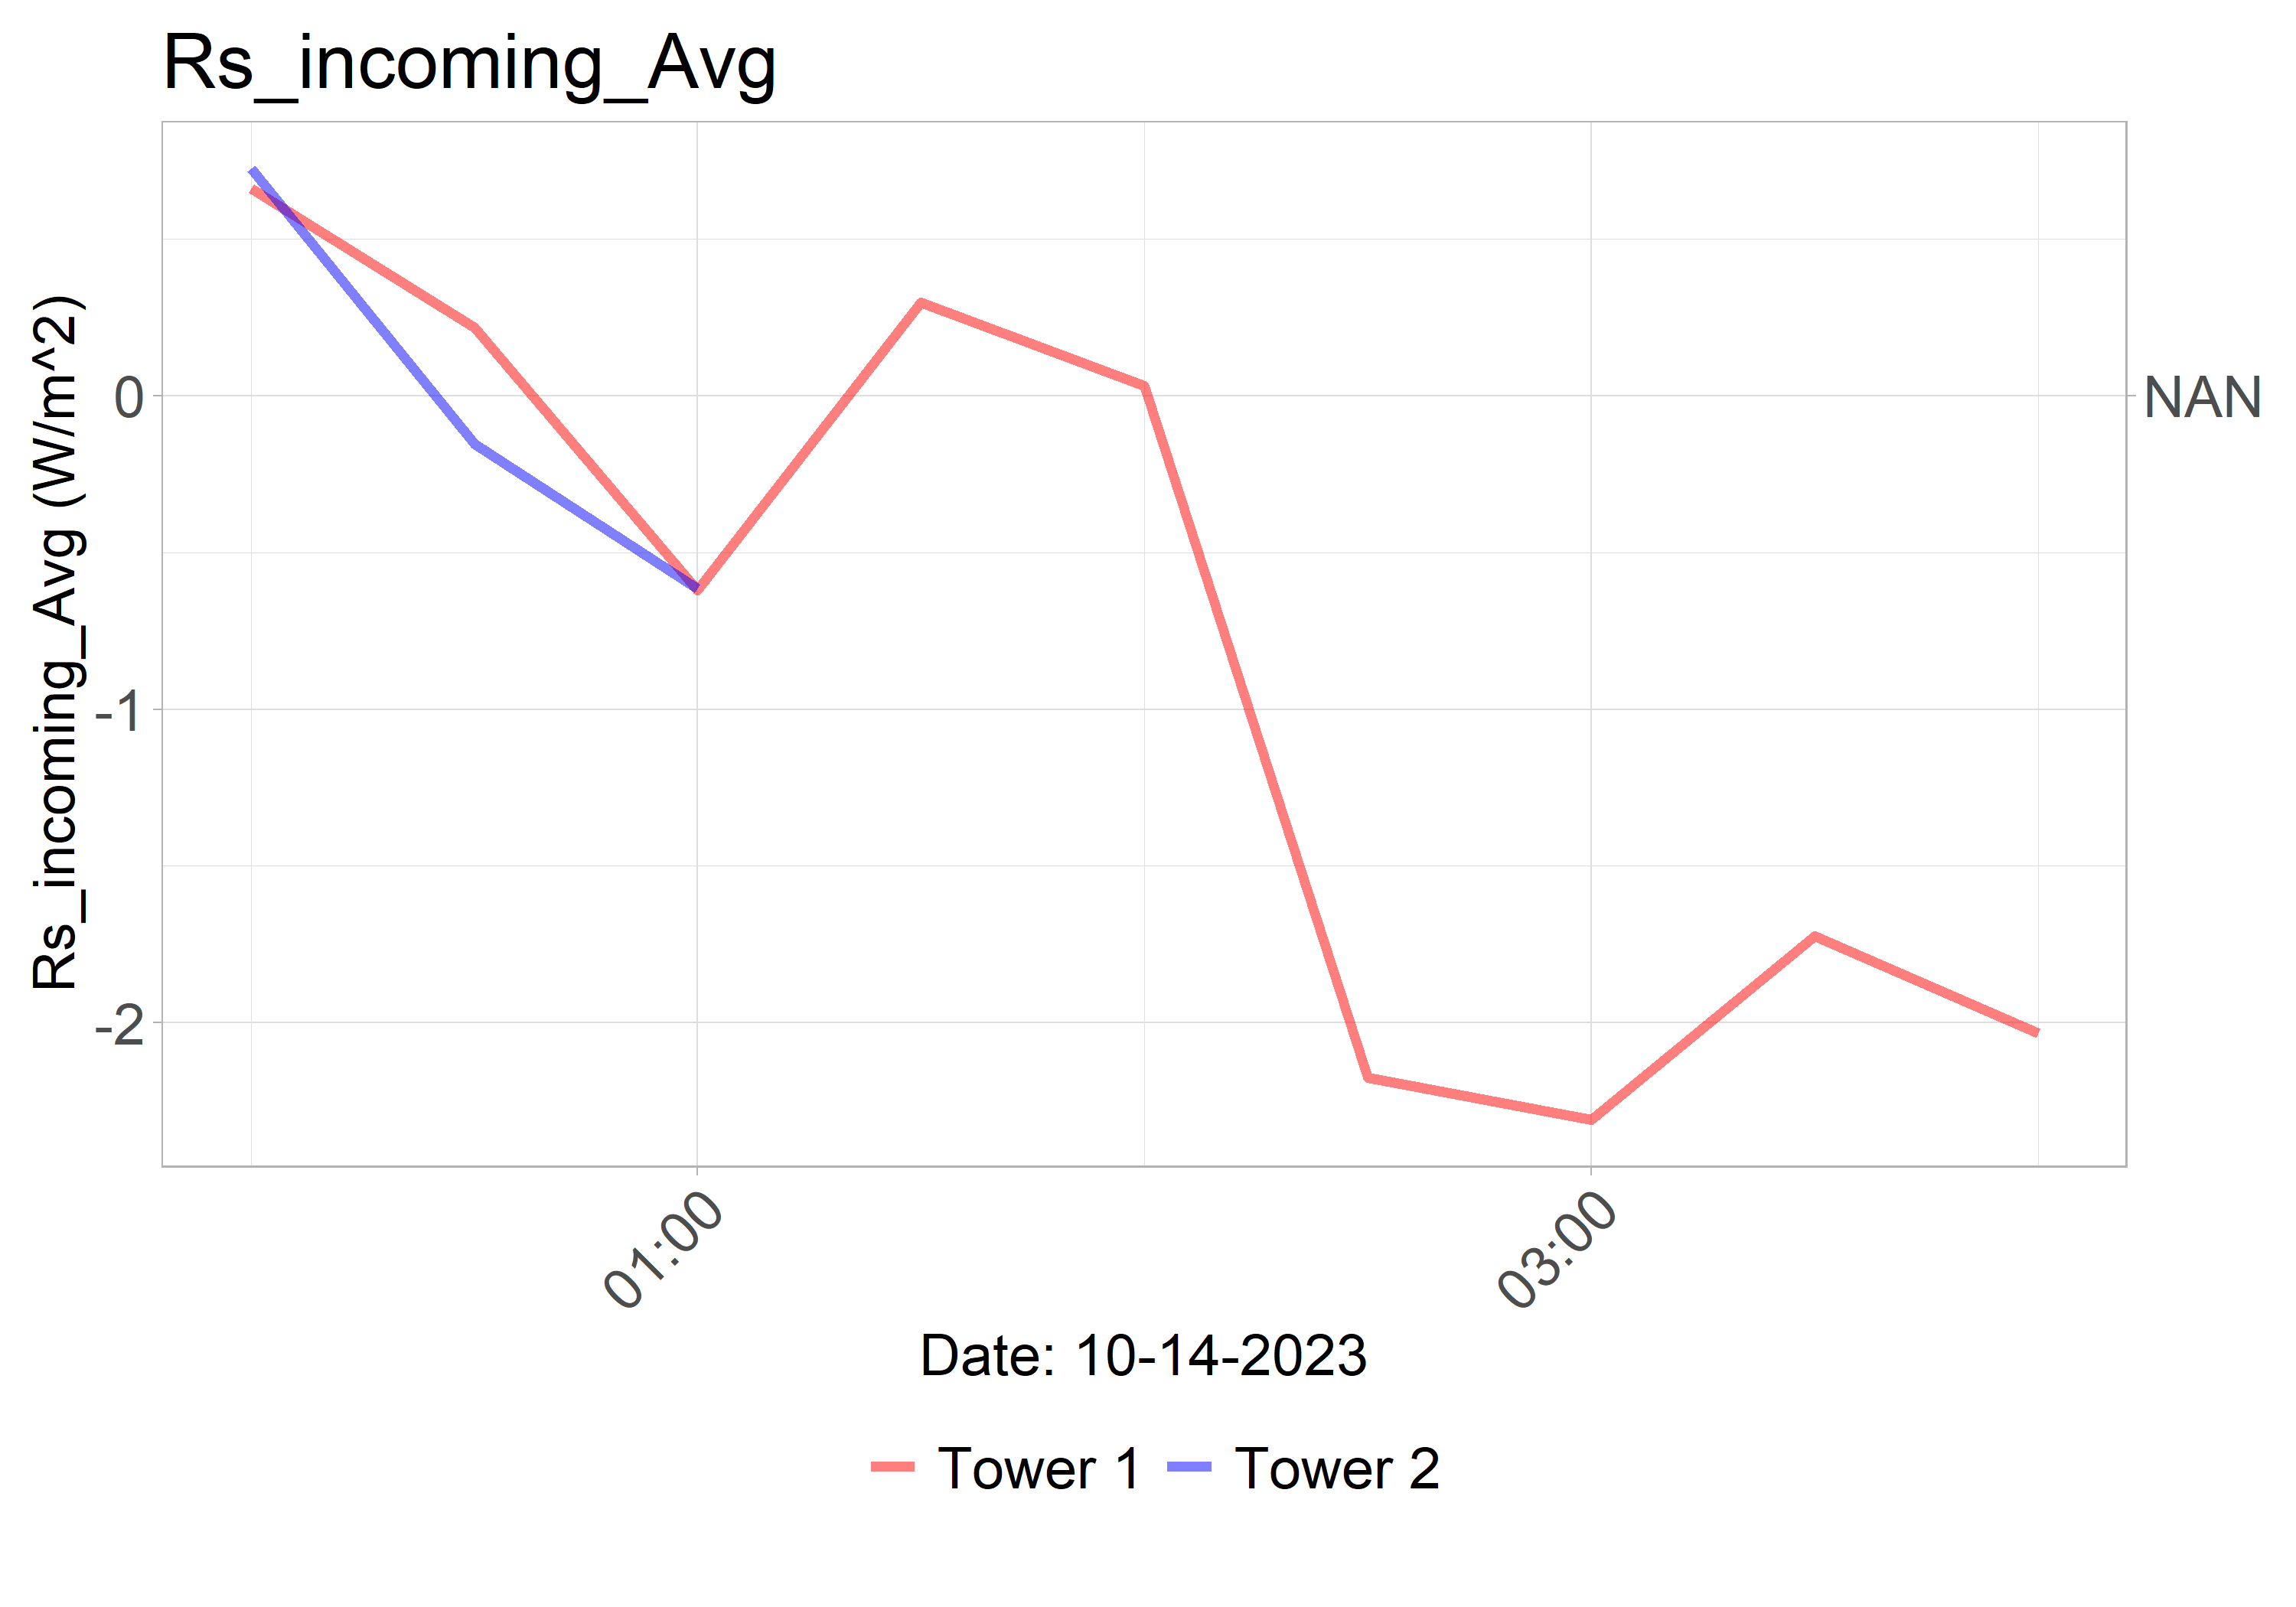 Rs_incoming_Avg
Rs_incoming_Avg (W/m^2)
0
-1
-2
NAN
01:00
03:00
Date: 10-14-2023
Tower 1
Tower 2